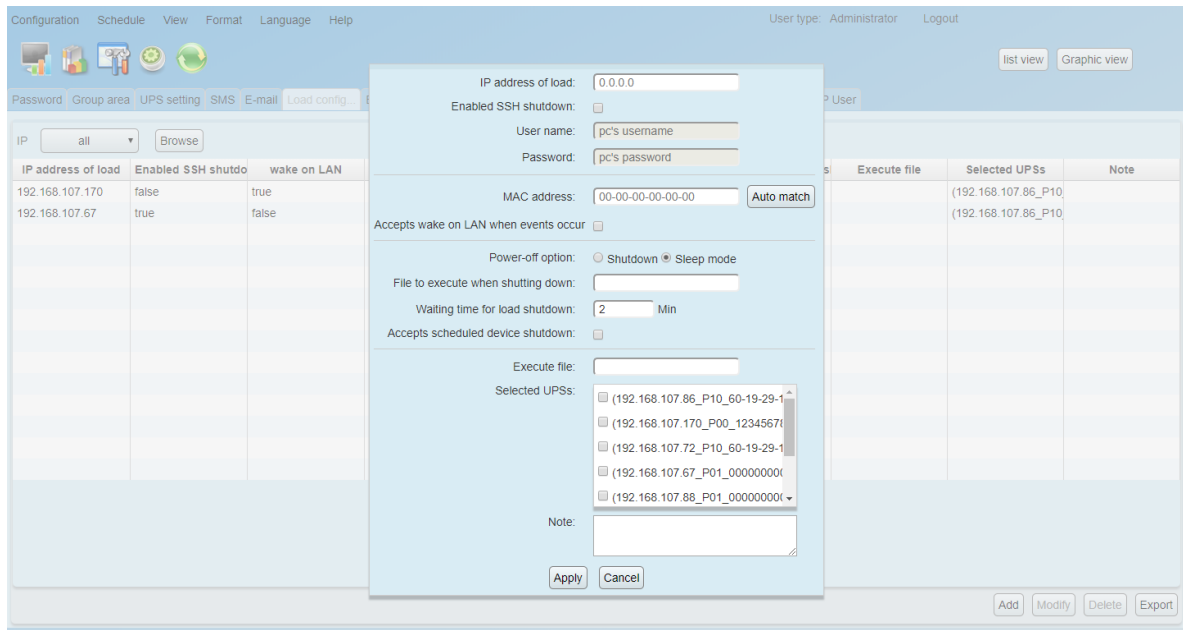 Configuration Schedule View Format Language Help User type: Administrator Logout
list view Graphic view
Password Group area UPS setting SMS E-mail Load config... P User
IP all Browse
IP address of load Enabled SSH shutdo wake on LAN Execute file Selected UPSs Note
192.168.107.170 false true (192.168.107.86_P10
192.168.107.67 true false (192.168.107.86_P10
IP address of load: 0.0.0.0
Enabled SSH shutdown:
User name: pc's username
Password: pc's password
MAC address: 00-00-00-00-00-00 Auto match
Accepts wake on LAN when events occur
Power-off option: Shutdown Sleep mode
File to execute when shutting down:
Waiting time for load shutdown: 2 Min
Accepts scheduled device shutdown:
Execute file:
Selected UPSs:
(192.168.107.86_P10_60-19-29-1
(192.168.107.170_P00_12345678
(192.168.107.72_P10_60-19-29-1
(192.168.107.67_P01_000000000
(192.168.107.88_P01_000000000
Note:
Apply Cancel
Add Modify Delete Export